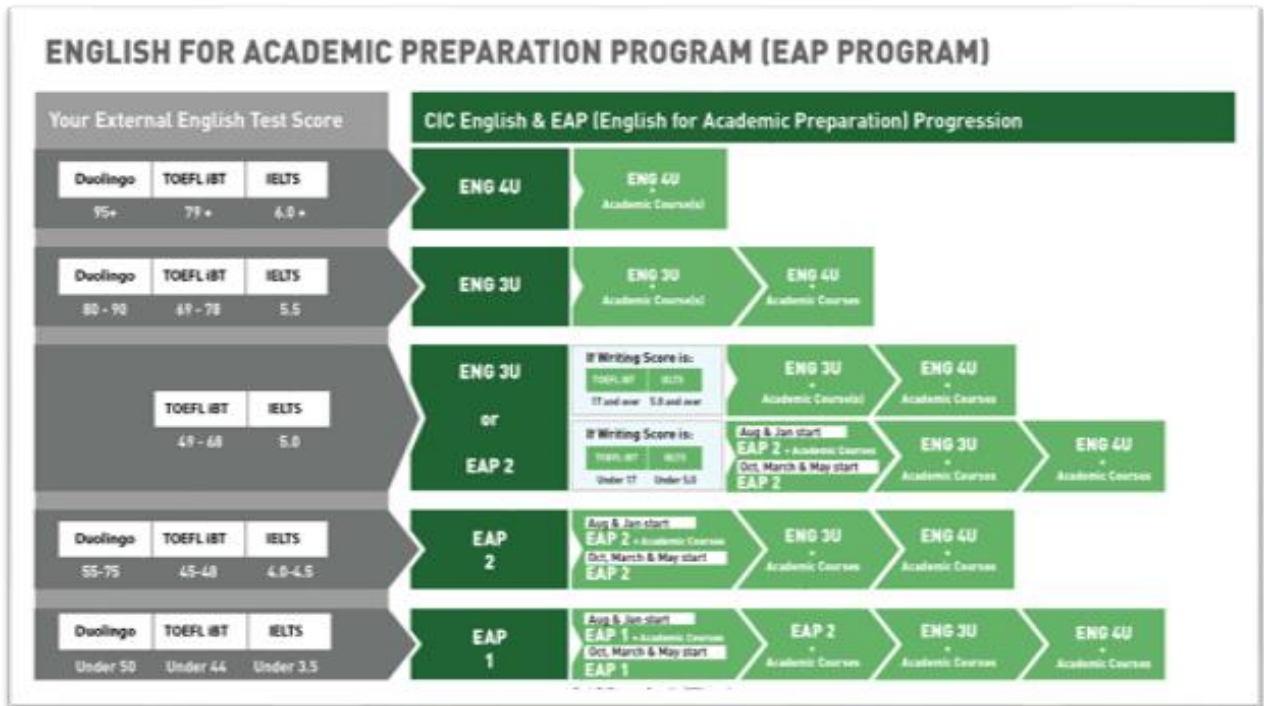 ENGLISH FOR ACADEMIC PREPARATION PROGRAM (EAP PROGRAM)
Your External English Test Score
CIC English & EAP (English for Academic Preparation) Progression
Duolingo TOEFL iBT IELTS
95+ 79+ 6.0+
ENG 4U
ENG 4U
+
Academic Course(s)
Duolingo TOEFL iBT IELTS
80 - 90 69 - 78 5.5
ENG 3U
ENG 3U
+
Academic Course(s)
ENG 4U
+
Academic Courses
TOEFL iBT IELTS
49 - 68 5.0
ENG 3U
or
EAP 2
If Writing Score is:
TOEFL iBT IELTS
17 and over 5.0 and over
ENG 3U
+
Academic Course(s)
ENG 4U
+
Academic Courses
If Writing Score is:
TOEFL iBT IELTS
Under 17 Under 5.0
Aug & Jan start
EAP 2 + Academic Courses
Oct, March & May start
EAP 2
ENG 3U
+
Academic Courses
ENG 4U
+
Academic Courses
Duolingo TOEFL iBT IELTS
55-75 45-48 4.0-4.5
EAP
2
Aug & Jan start
EAP 2 + Academic Courses
Oct, March & May start
EAP 2
ENG 3U
+
Academic Courses
ENG 4U
+
Academic Courses
Duolingo TOEFL iBT IELTS
Under 50 Under 44 Under 3.5
EAP
1
Aug & Jan start
EAP 1 + Academic Courses
Oct, March & May start
EAP 1
EAP 2
+
Academic Courses
ENG 3U
+
Academic Courses
ENG 4U
+
Academic Courses